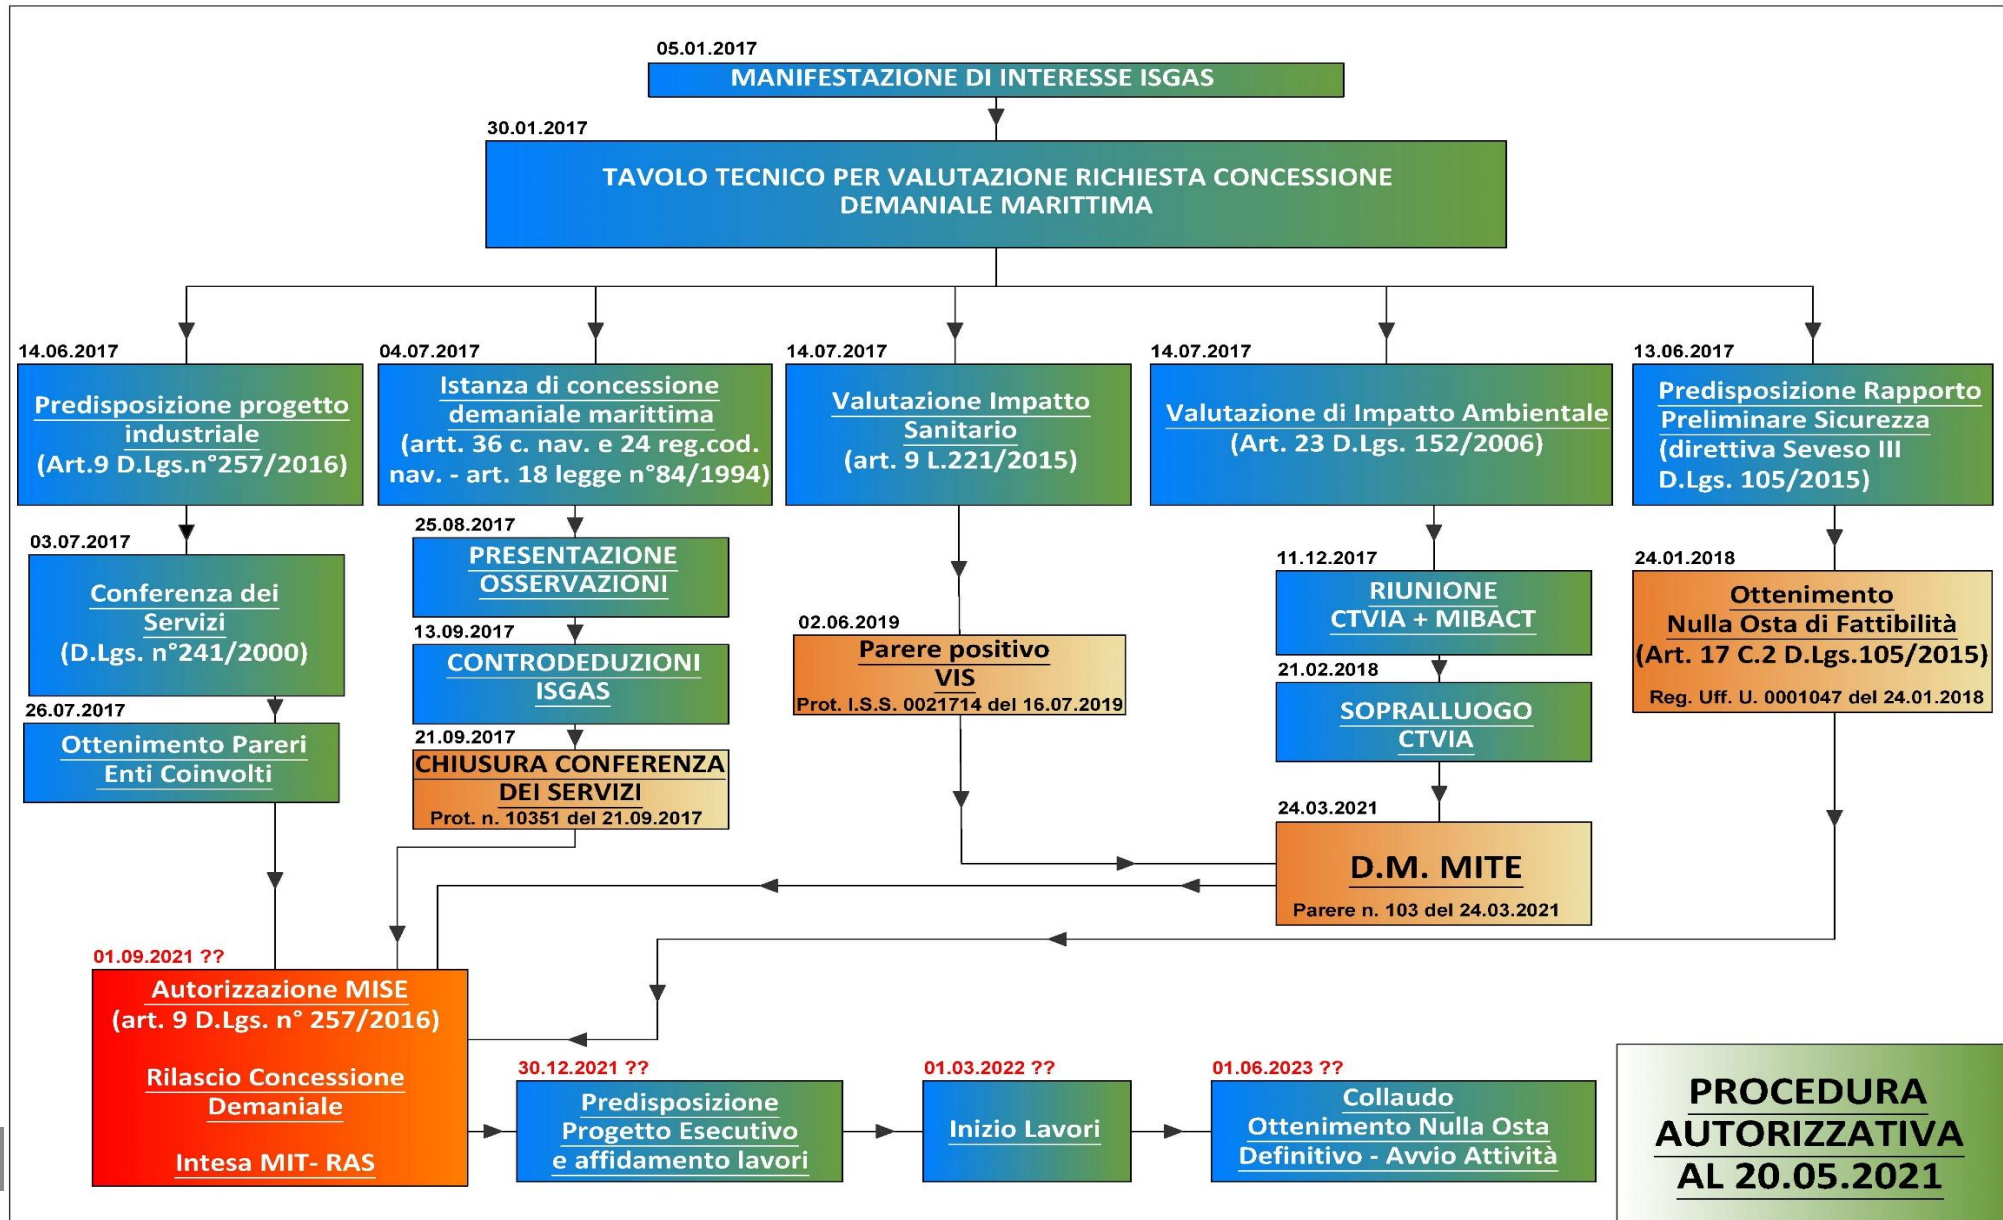 05.01.2017
MANIFESTAZIONE DI INTERESSE ISGAS
30.01.2017
TAVOLO TECNICO PER VALUTAZIONE RICHIESTA CONCESSIONE
DEMANIALE MARITTIMA
14.06.2017
Predisposizione progetto
industriale
(Art.9 D.Lgs.n°257/2016)
03.07.2017
Conferenza dei
Servizi
(D.Lgs. n°241/2000)
26.07.2017
Ottenimento Pareri
Enti Coinvolti
04.07.2017
Istanza di concessione
demaniale marittima
(artt. 36 c. nav. e 24 reg.cod.
nav. - art. 18 legge n°84/1994)
25.08.2017
PRESENTAZIONE
OSSERVAZIONI
13.09.2017
CONTRODEDUZIONI
ISGAS
21.09.2017
CHIUSURA CONFERENZA
DEI SERVIZI
Prot. n. 10351 del 21.09.2017
14.07.2017
Valutazione Impatto
Sanitario
(art. 9 L.221/2015)
02.06.2019
Parere positivo
VIS
Prot. I.S.S. 0021714 del 16.07.2019
14.07.2017
Valutazione di Impatto Ambientale
(Art. 23 D.Lgs. 152/2006)
11.12.2017
RIUNIONE
CTVIA + MIBACT
21.02.2018
SOPRALLUOGO
CTVIA
24.03.2021
D.M. MITE
Parere n. 103 del 24.03.2021
13.06.2017
Predisposizione Rapporto
Preliminare Sicurezza
(direttiva Seveso III
D.Lgs. 105/2015)
24.01.2018
Ottenimento
Nulla Osta di Fattibilità
(Art. 17 C.2 D.Lgs.105/2015)
Reg. Uff. U. 0001047 del 24.01.2018
01.09.2021 ??
Autorizzazione MISE
(art. 9 D.Lgs. n° 257/2016)
Rilascio Concessione
Demaniale
Intesa MIT- RAS
30.12.2021 ??
Predisposizione
Progetto Esecutivo
e affidamento lavori
01.03.2022 ??
Inizio Lavori
01.06.2023 ??
Collaudo
Ottenimento Nulla Osta
Definitivo - Avvio Attività
PROCEDURA
AUTORIZZATIVA
AL 20.05.2021